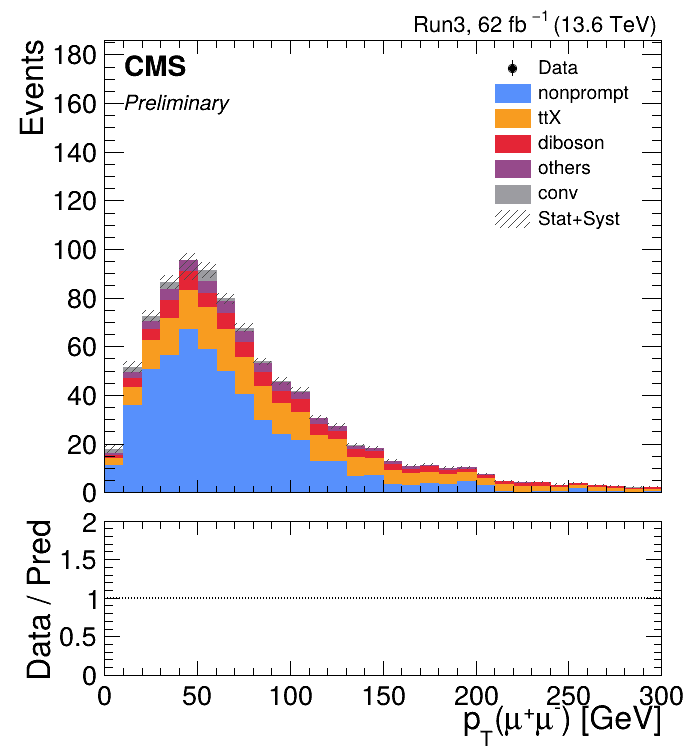 Run3, 62 fb⁻¹ (13.6 TeV)
CMS
Preliminary
Events
180
160
140
120
100
80
60
40
20
0
Data
nonprompt
ttX
diboson
others
conv
Stat+Syst
Data / Pred
2
1.5
1
0.5
0
0
50
100
150
200
250
300
p_T(μ⁺μ⁻) [GeV]